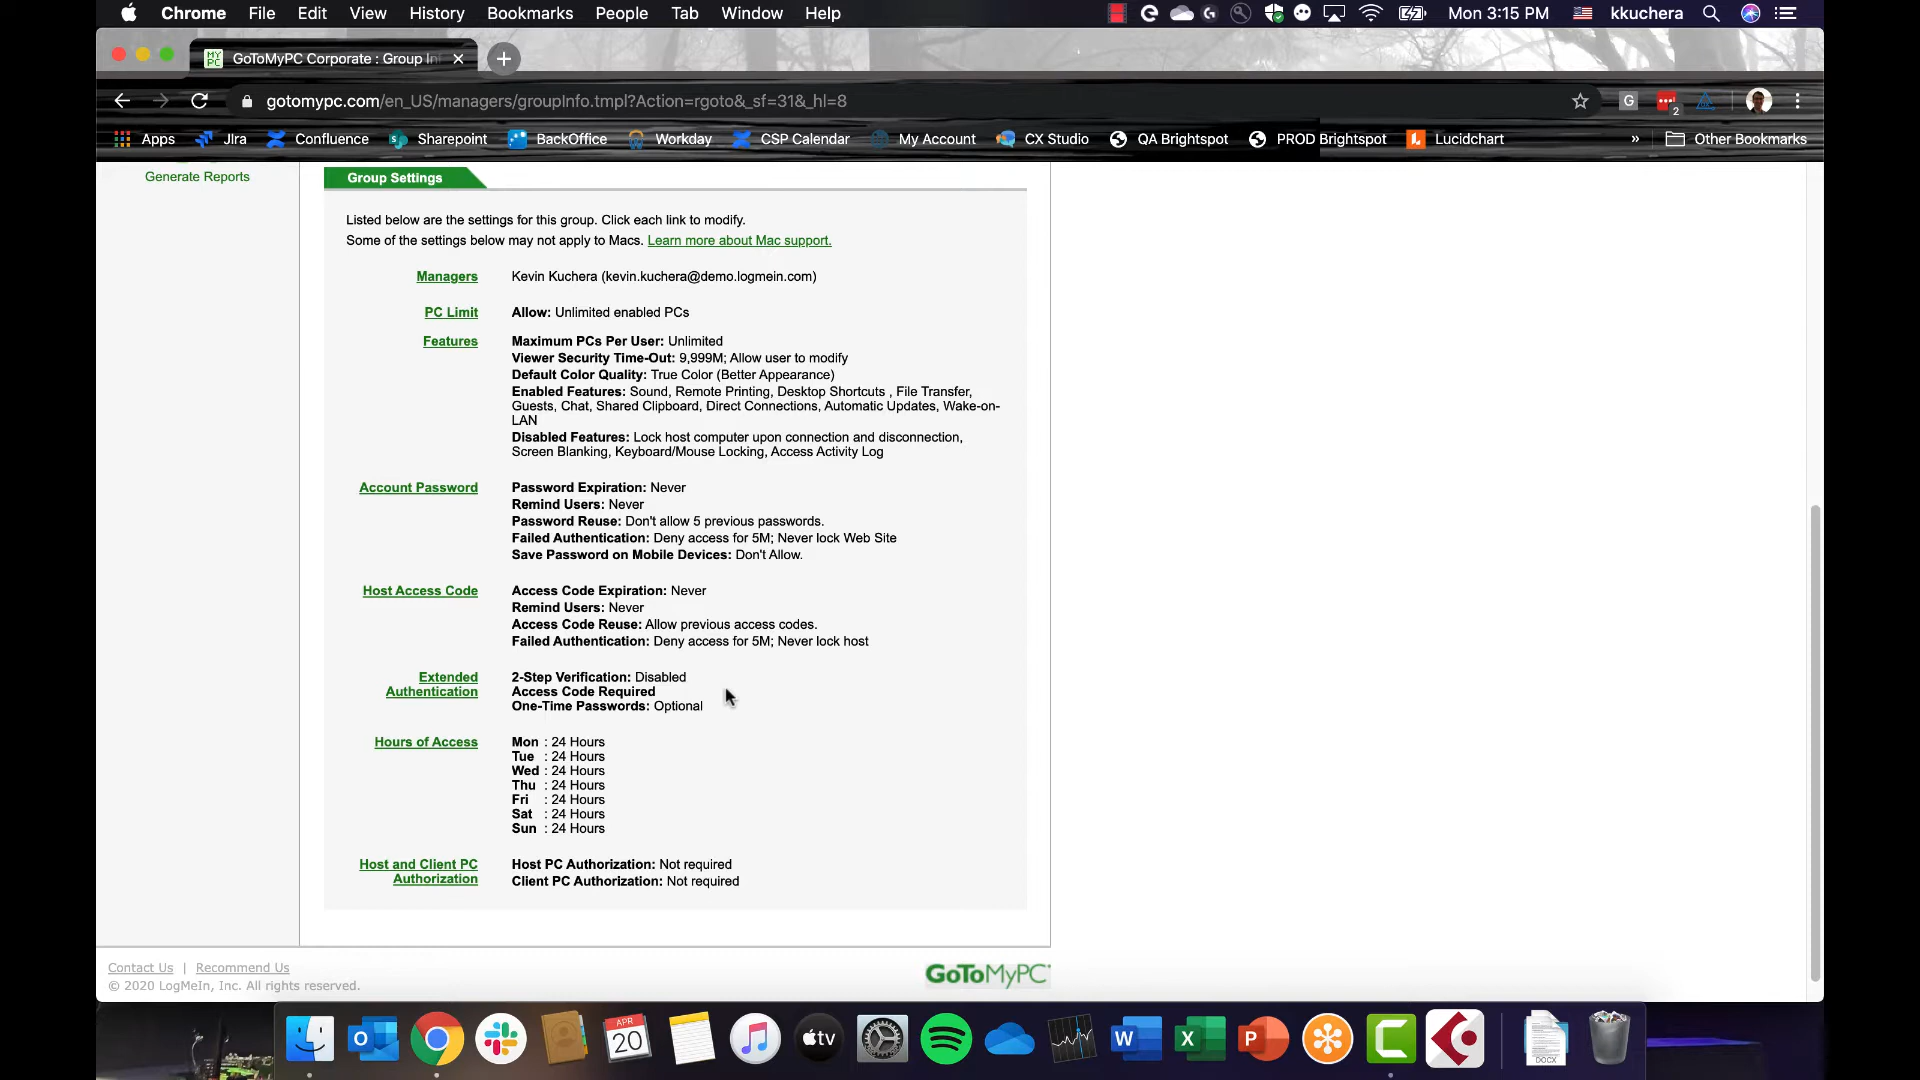 Chrome File Edit View History Bookmarks People Tab Window Help Mon 3:15 PM kkuchera
MY PC GoToMyPC Corporate : Group In
gotomypc.com/en_US/managers/groupInfo.tmpl?Action=rgoto&_sf=31&_hl=8
G 2
Apps Jira Confluence Sharepoint BackOffice Workday CSP Calendar My Account CX Studio QA Brightspot PROD Brightspot Lucidchart » Other Bookmarks
Generate Reports
Group Settings
Listed below are the settings for this group. Click each link to modify.
Some of the settings below may not apply to Macs. Learn more about Mac support.
Managers Kevin Kuchera (kevin.kuchera@demo.logmein.com)
PC Limit Allow: Unlimited enabled PCs
Features Maximum PCs Per User: Unlimited
Viewer Security Time-Out: 9,999M; Allow user to modify
Default Color Quality: True Color (Better Appearance)
Enabled Features: Sound, Remote Printing, Desktop Shortcuts , File Transfer,
Guests, Chat, Shared Clipboard, Direct Connections, Automatic Updates, Wake-on-
LAN
Disabled Features: Lock host computer upon connection and disconnection,
Screen Blanking, Keyboard/Mouse Locking, Access Activity Log
Account Password Password Expiration: Never
Remind Users: Never
Password Reuse: Don't allow 5 previous passwords.
Failed Authentication: Deny access for 5M; Never lock Web Site
Save Password on Mobile Devices: Don't Allow.
Host Access Code Access Code Expiration: Never
Remind Users: Never
Access Code Reuse: Allow previous access codes.
Failed Authentication: Deny access for 5M; Never lock host
Extended 2-Step Verification: Disabled
Authentication Access Code Required
One-Time Passwords: Optional
Hours of Access Mon : 24 Hours
Tue : 24 Hours
Wed : 24 Hours
Thu : 24 Hours
Fri : 24 Hours
Sat : 24 Hours
Sun : 24 Hours
Host and Client PC Host PC Authorization: Not required
Authorization Client PC Authorization: Not required
Contact Us | Recommend Us
© 2020 LogMeIn, Inc. All rights reserved.
GoToMyPC
APR 20 tv W X P C DOCX